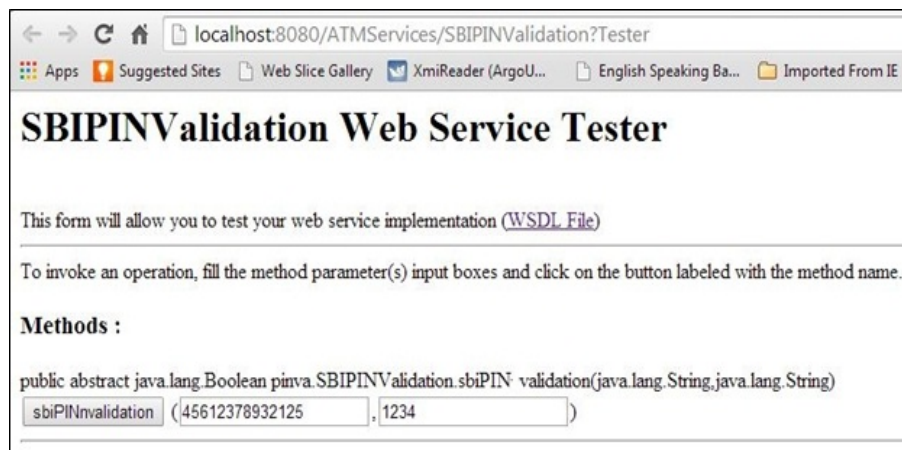 localhost:8080/ATMServices/SBIPINValidation?Tester
Apps Suggested Sites Web Slice Gallery XmiReader (ArgoU... English Speaking Ba... Imported From IE
SBIPINValidation Web Service Tester
This form will allow you to test your web service implementation (WSDL File)
To invoke an operation, fill the method parameter(s) input boxes and click on the button labeled with the method name.
Methods :
public abstract java.lang.Boolean pinva.SBIPINValidation.sbiPIN- validation(java.lang.String,java.lang.String)
sbiPINnvalidation (45612378932125 ,1234 )